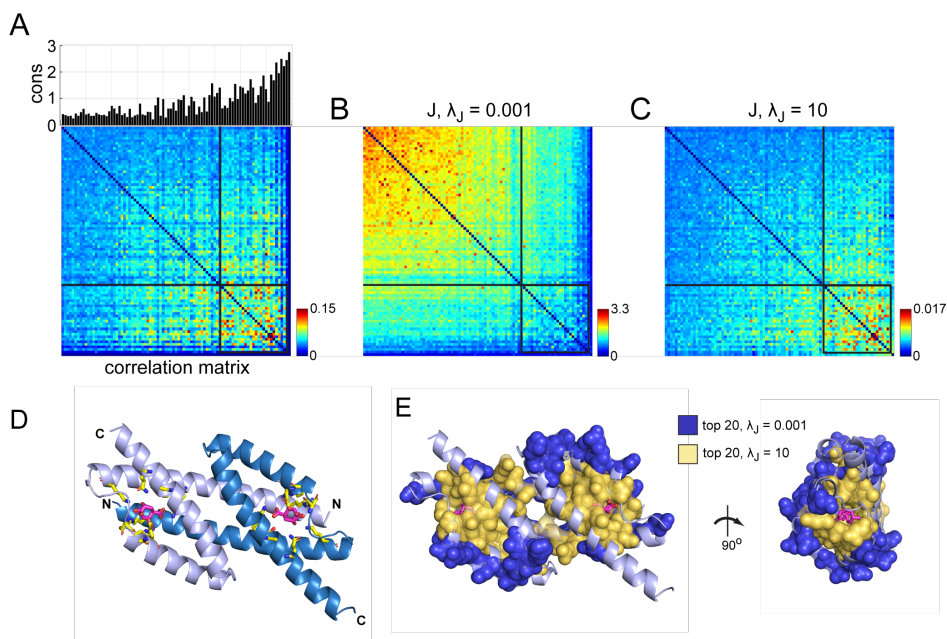 A
3
2
1
0
cons
B
J, λJ = 0.001
C
J, λJ = 10
0.15
0
3.3
0
0.017
0
correlation matrix
D
C
N
N
C
E
top 20, λJ = 0.001
top 20, λJ = 10
90o